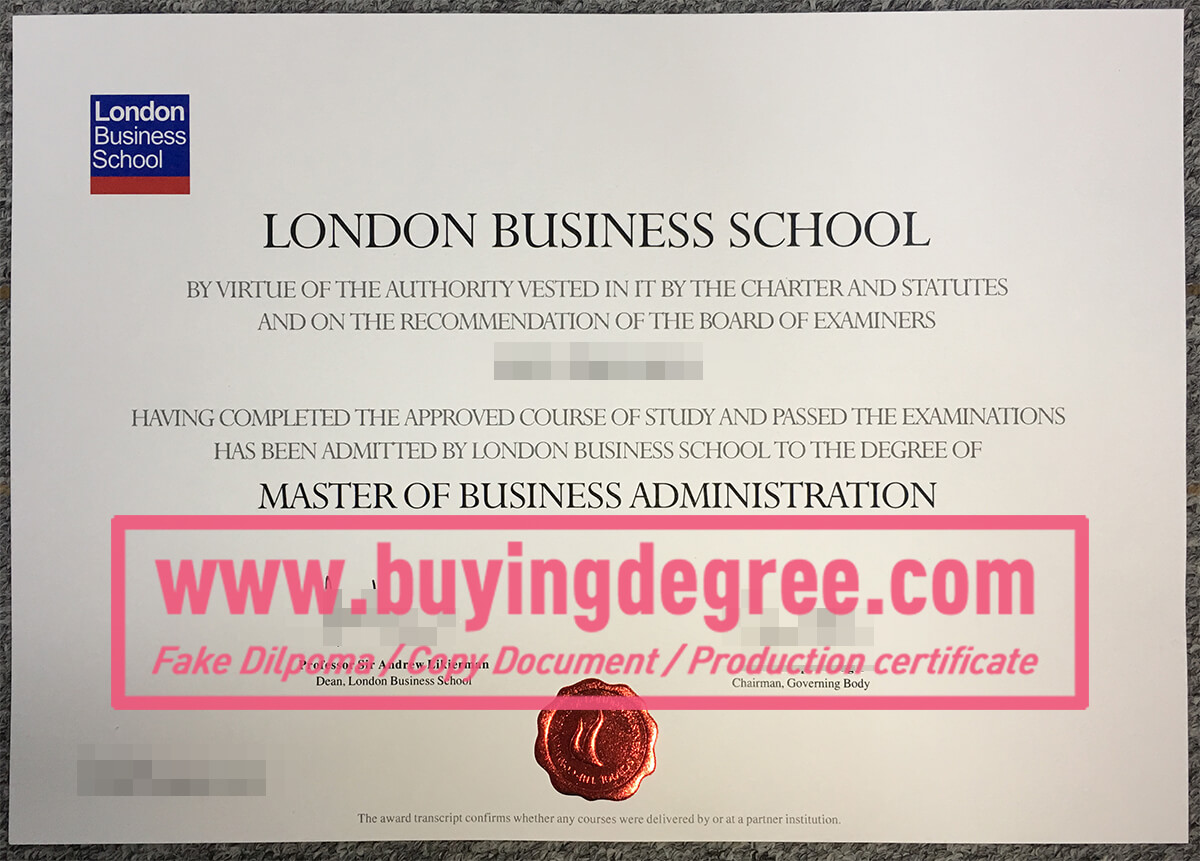 London
Business
School
LONDON BUSINESS SCHOOL
BY VIRTUE OF THE AUTHORITY VESTED IN IT BY THE CHARTER AND STATUTES
AND ON THE RECOMMENDATION OF THE BOARD OF EXAMINERS
HAVING COMPLETED THE APPROVED COURSE OF STUDY AND PASSED THE EXAMINATIONS
HAS BEEN ADMITTED BY LONDON BUSINESS SCHOOL TO THE DEGREE OF
MASTER OF BUSINESS ADMINISTRATION
www.buyingdegree.com
Fake Dilpoma / Copy Document / Production certificate
Professor Sir Andrew Likierman
Dean, London Business School
Chairman, Governing Body
The award transcript confirms whether any courses were delivered by or at a partner institution.